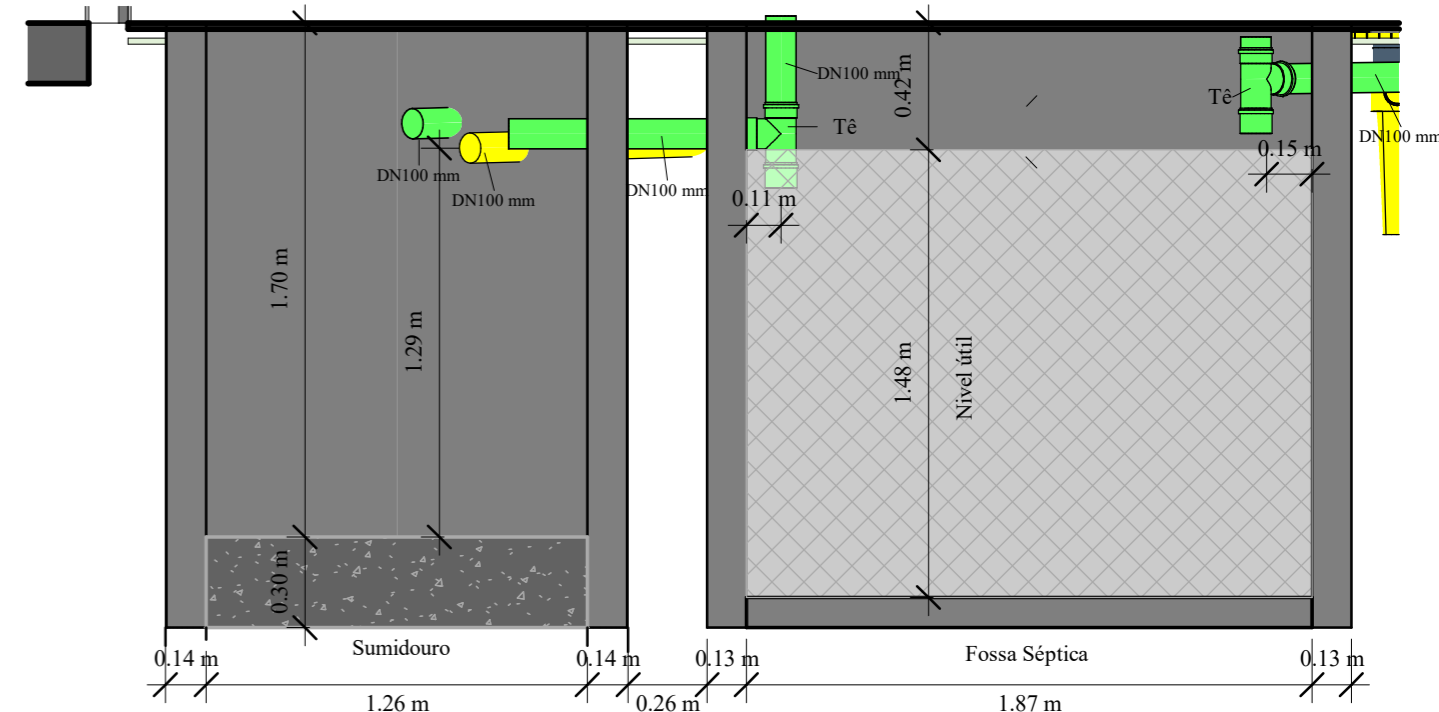 DN100 mm
0.42 m
Tê
Tê
DN100 mm
0.15 m
DN100 mm
DN100 mm
DN100 mm
0.11 m
1.70 m
1.29 m
1.48 m
Nivel útil
0.30 m
Sumidouro
Fossa Séptica
0.14 m
0.14 m
0.13 m
0.13 m
1.26 m
0.26 m
1.87 m